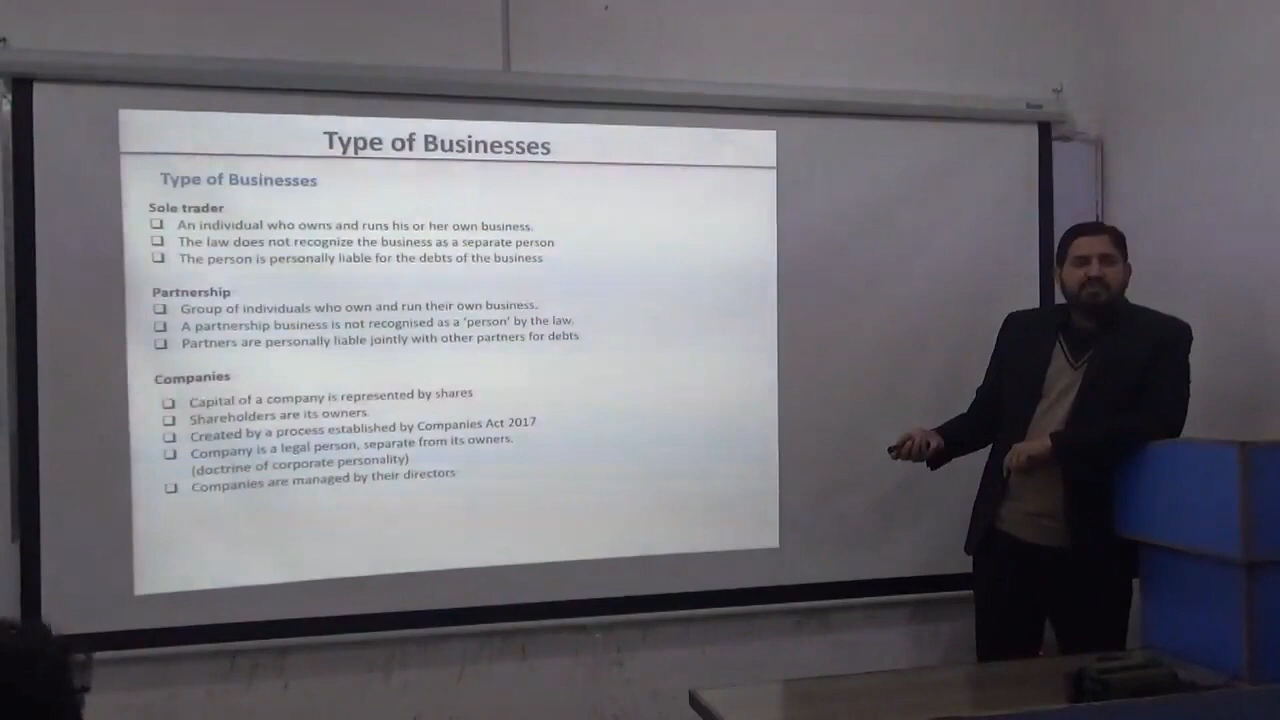 Type of Businesses
Type of Businesses
Sole trader
❑ An individual who owns and runs his or her own business.
❑ The law does not recognize the business as a separate person
❑ The person is personally liable for the debts of the business
Partnership
❑ Group of individuals who own and run their own business.
❑ A partnership business is not recognised as a 'person' by the law.
❑ Partners are personally liable jointly with other partners for debts
Companies
❑ Capital of a company is represented by shares
❑ Shareholders are its owners.
❑ Created by a process established by Companies Act 2017
❑ Company is a legal person, separate from its owners.
(doctrine of corporate personality)
❑ Companies are managed by their directors